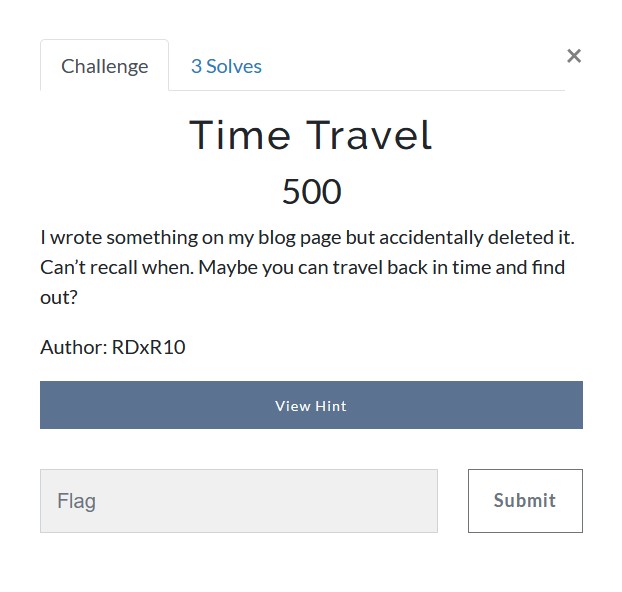 Challenge
3 Solves
×
Time Travel
500
I wrote something on my blog page but accidentally deleted it.
Can’t recall when. Maybe you can travel back in time and find
out?
Author: RDxR10
View Hint
Flag
Submit